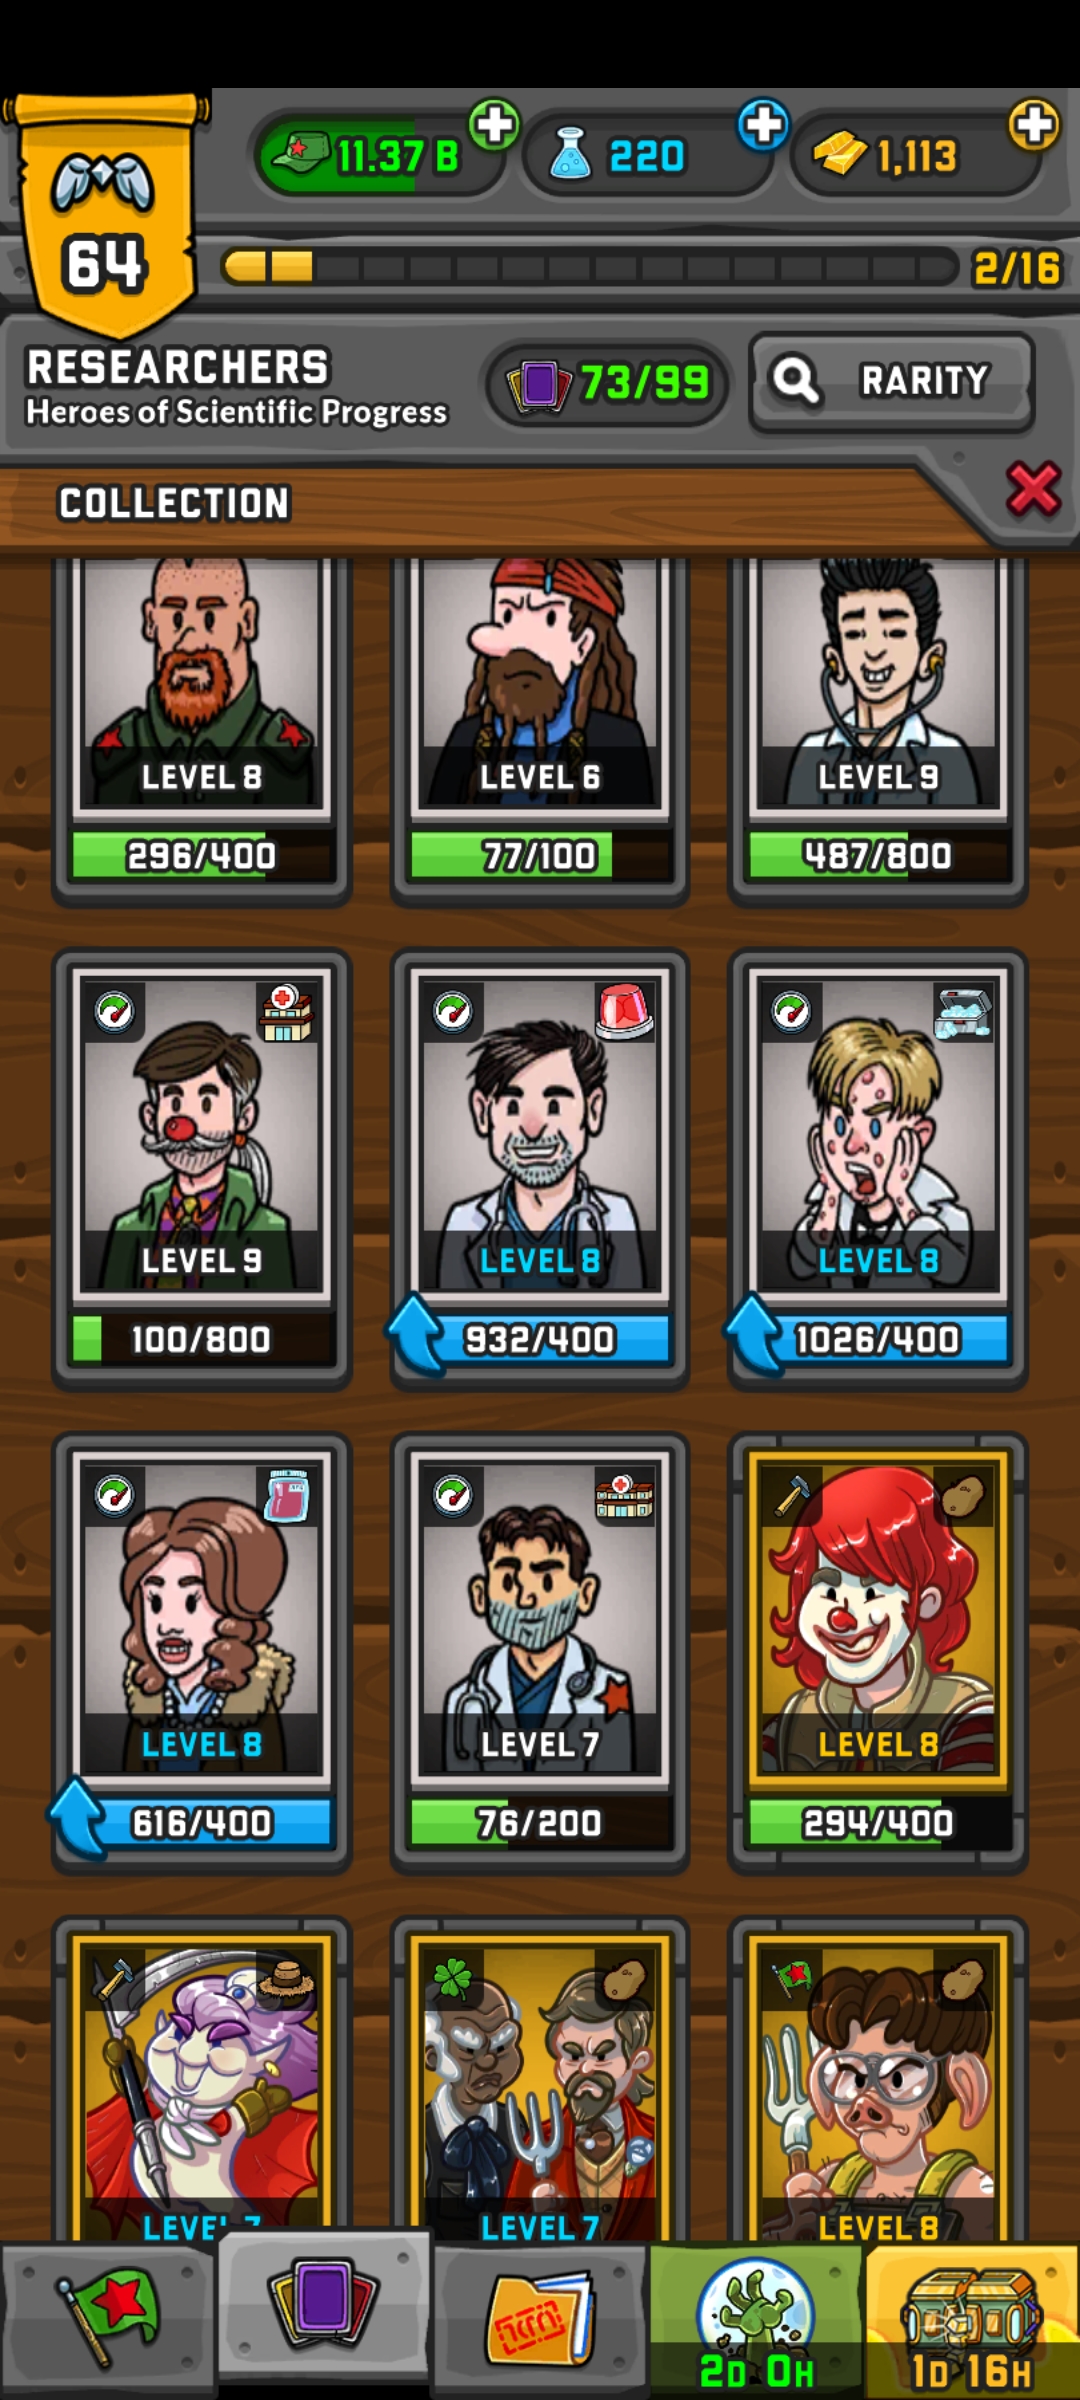 11.37 B
220
1,113
64
2/16
RESEARCHERS
Heroes of Scientific Progress
73/99
RARITY
COLLECTION
LEVEL 8
LEVEL 6
LEVEL 9
296/400
77/100
487/800
LEVEL 9
LEVEL 8
LEVEL 8
100/800
932/400
1026/400
LEVEL 8
LEVEL 7
LEVEL 8
616/400
76/200
294/400
LEVEL 7
LEVEL 7
LEVEL 8
2D 0H
1D 16H